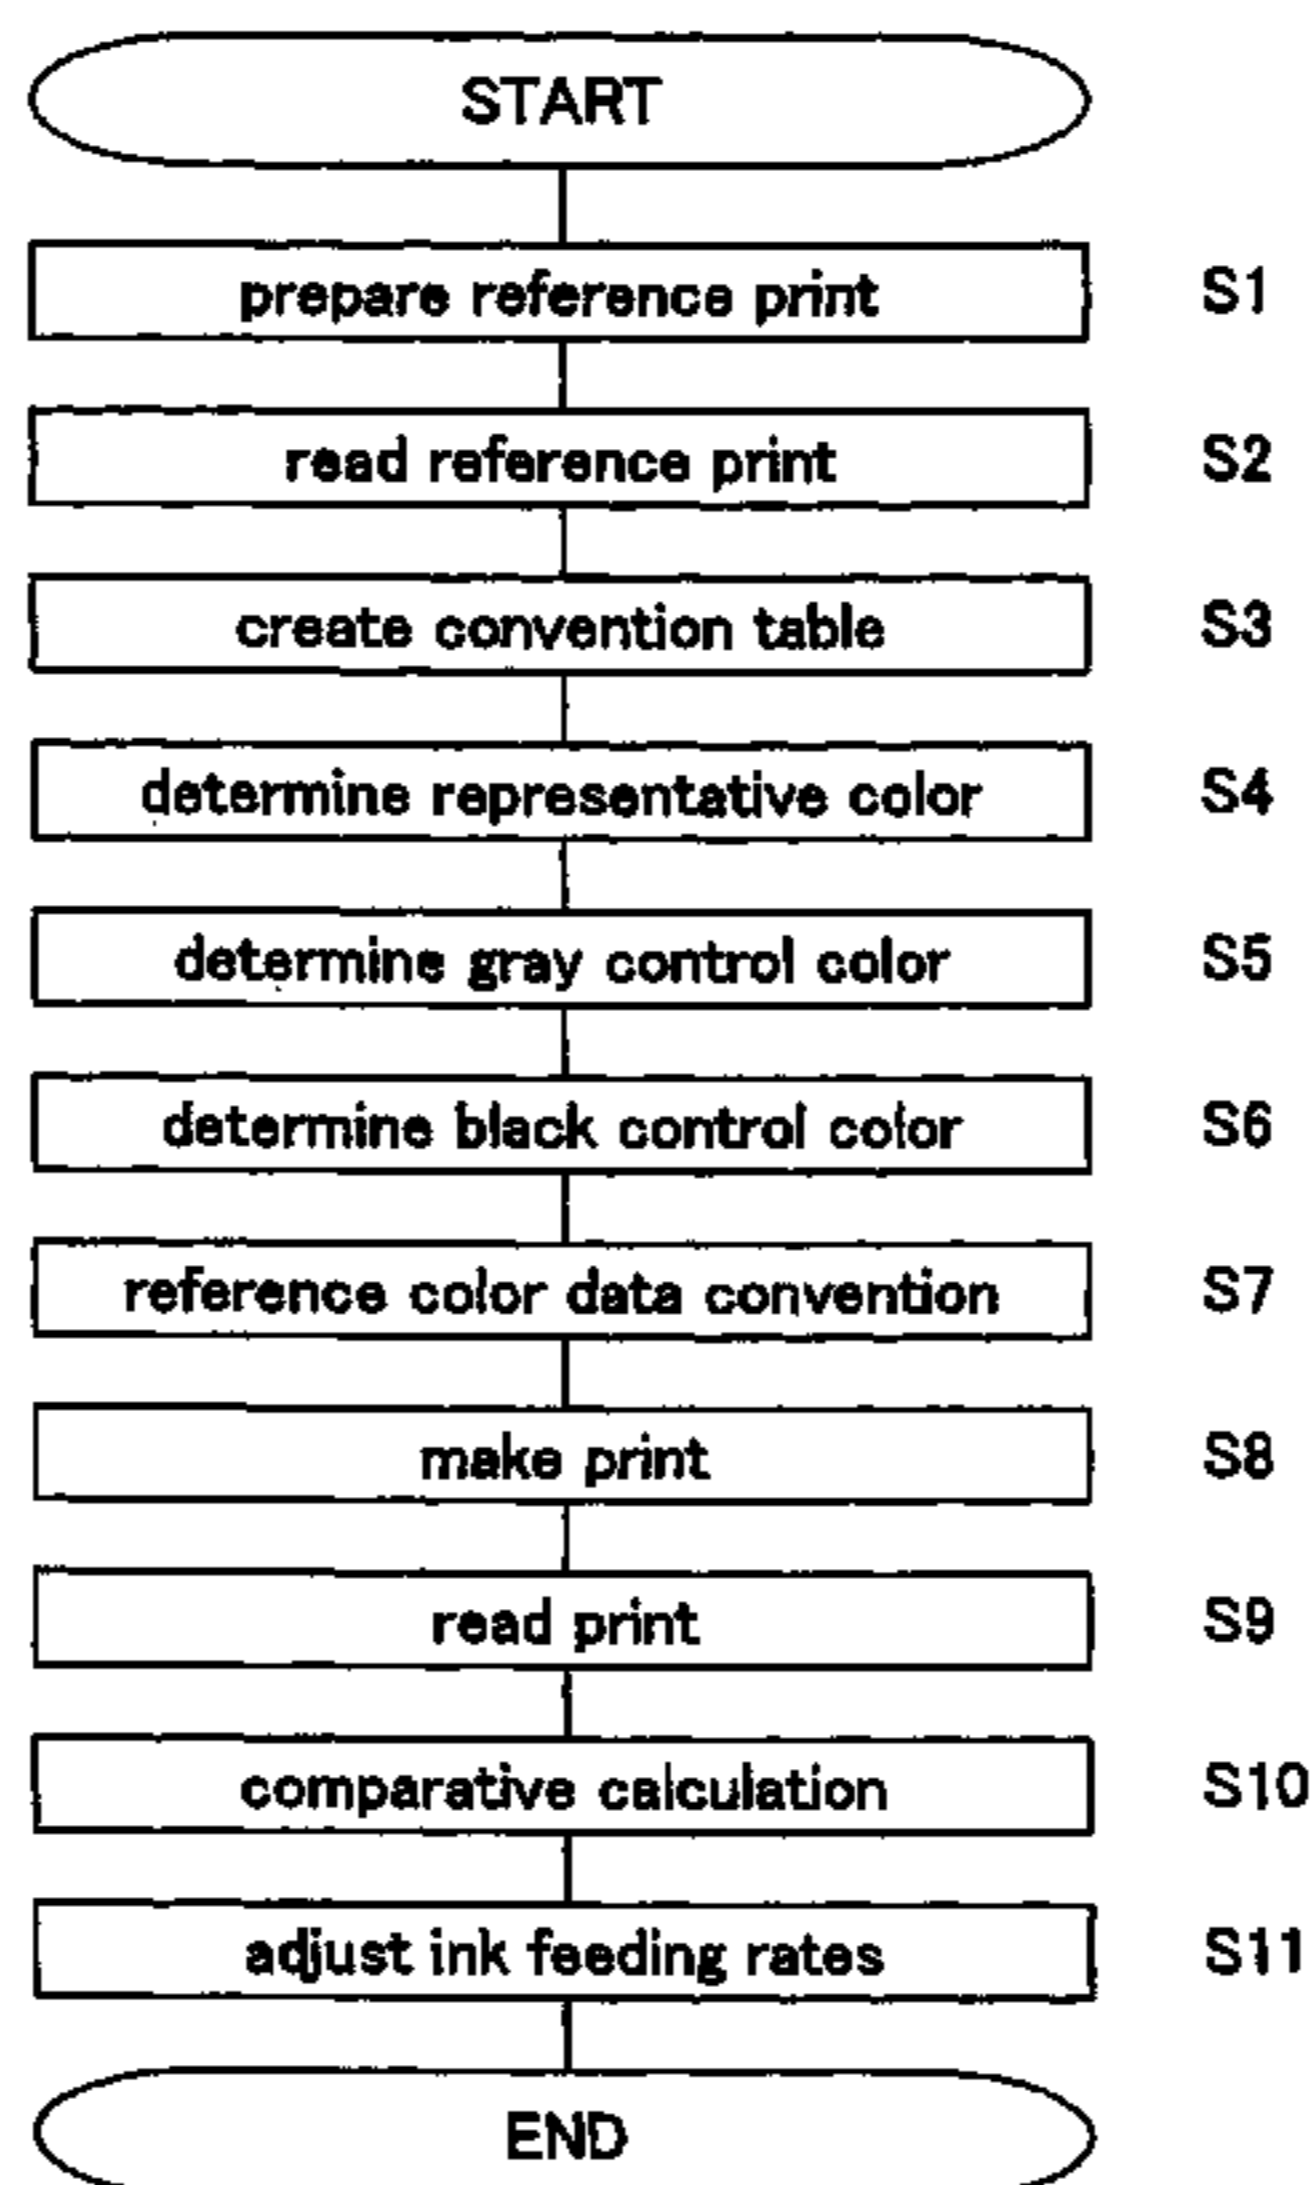 START
prepare reference print S1
read reference print S2
create convention table S3
determine representative color S4
determine gray control color S5
determine black control color S6
reference color data convention S7
make print S8
read print S9
comparative calculation S10
adjust ink feeding rates S11
END